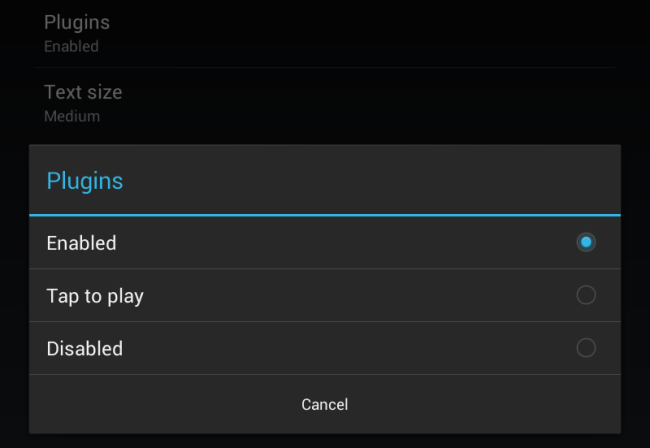 Plugins
Enabled
Text size
Medium
Plugins
Enabled
Tap to play
Disabled
Cancel